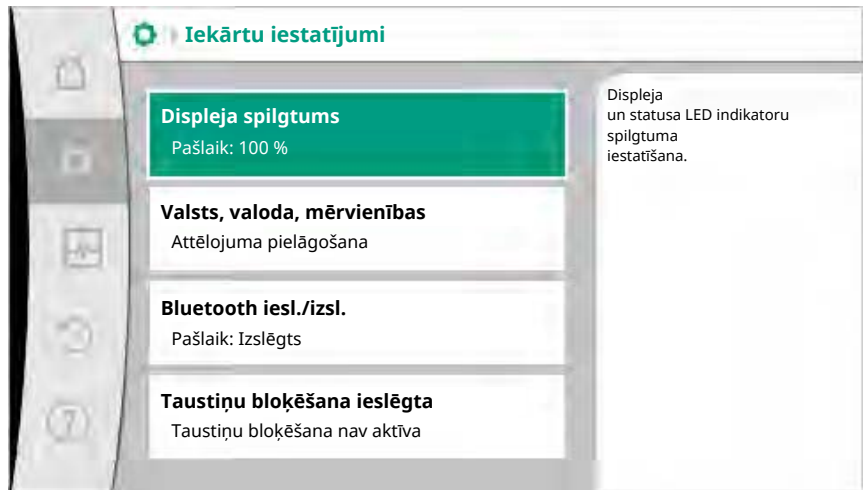 Iekārtu iestatījumi
Displeja spilgtums
Pašlaik: 100 %
Valsts, valoda, mērvienības
Attēlojuma pielāgošana
Bluetooth iesl./izsl.
Pašlaik: Izslēgts
Taustiņu bloķēšana ieslēgta
Taustiņu bloķēšana nav aktīva
Displeja
un statusa LED indikatoru
spilgtuma
iestatīšana.